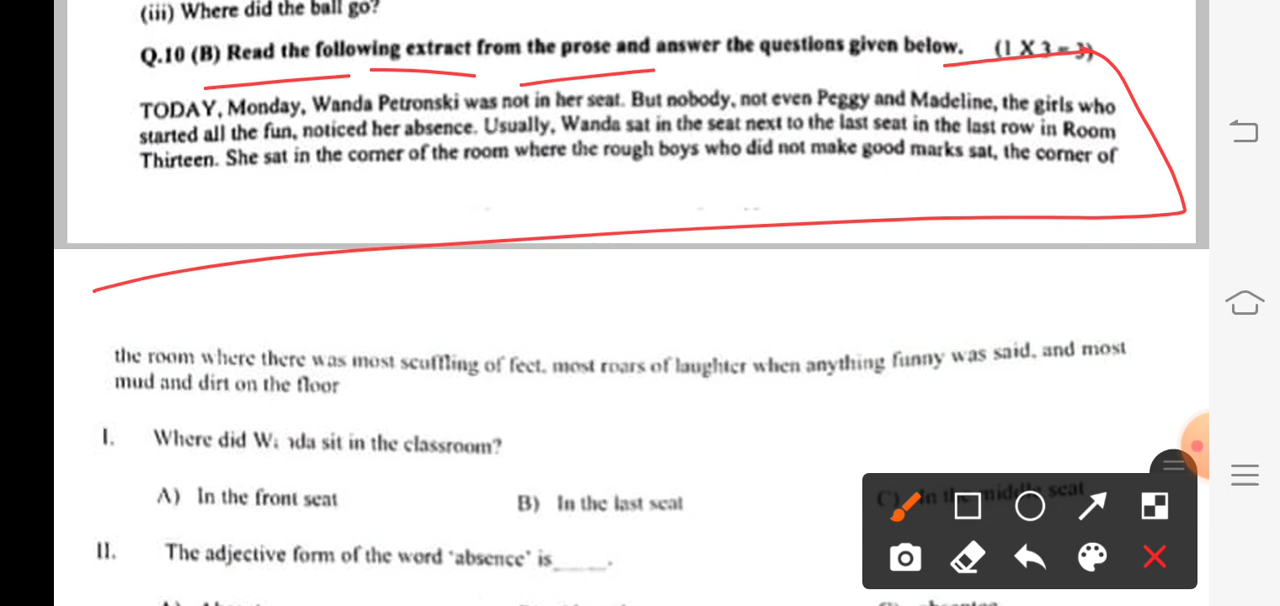 (iii) Where did the ball go?
Q.10 (B) Read the following extract from the prose and answer the questions given below. (1 X 3 = 3)
TODAY, Monday, Wanda Petronski was not in her seat. But nobody, not even Peggy and Madeline, the girls who
started all the fun, noticed her absence. Usually, Wanda sat in the seat next to the last seat in the last row in Room
Thirteen. She sat in the corner of the room where the rough boys who did not make good marks sat, the corner of
the room where there was most scuffling of feet, most roars of laughter when anything funny was said, and most
mud and dirt on the floor
I. Where did Wanda sit in the classroom?
A) In the front seat B) In the last seat C) In the middle seat
II. The adjective form of the word 'absence' is_____.